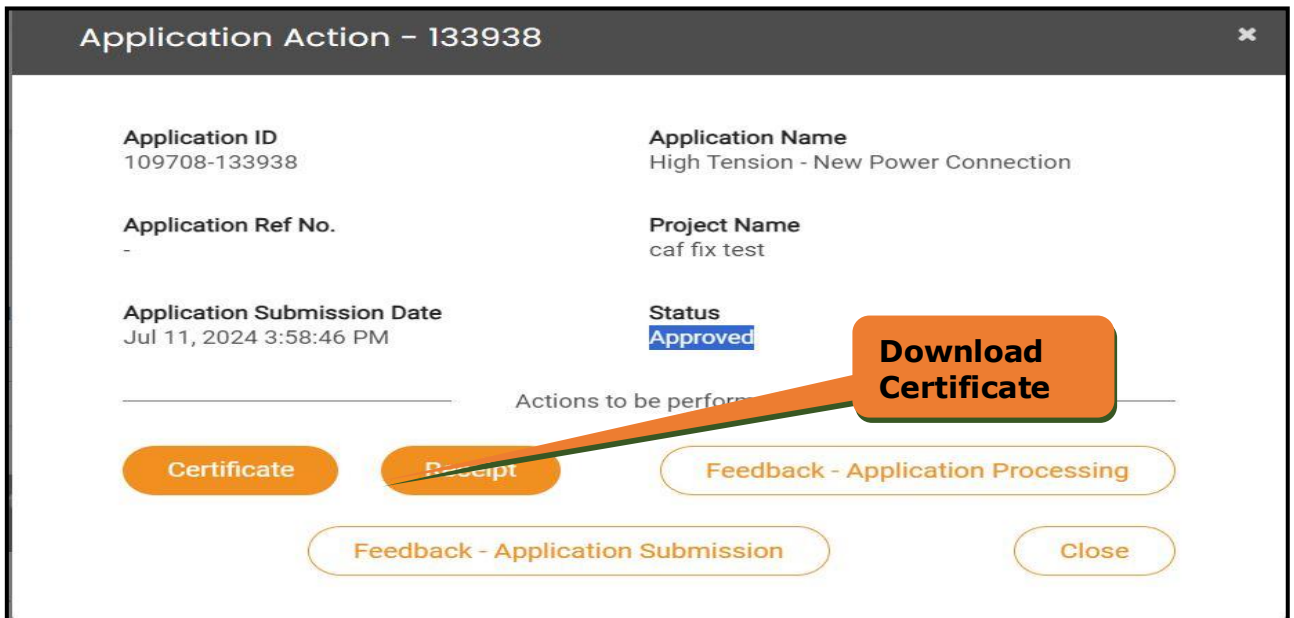 Application Action - 133938
Application ID
109708-133938
Application Name
High Tension - New Power Connection
Application Ref No.
-
Project Name
caf fix test
Application Submission Date
Jul 11, 2024 3:58:46 PM
Status
Approved
Download
Certificate
Actions to be
Certificate
Receipt
Feedback - Application Processing
Feedback - Application Submission
Close